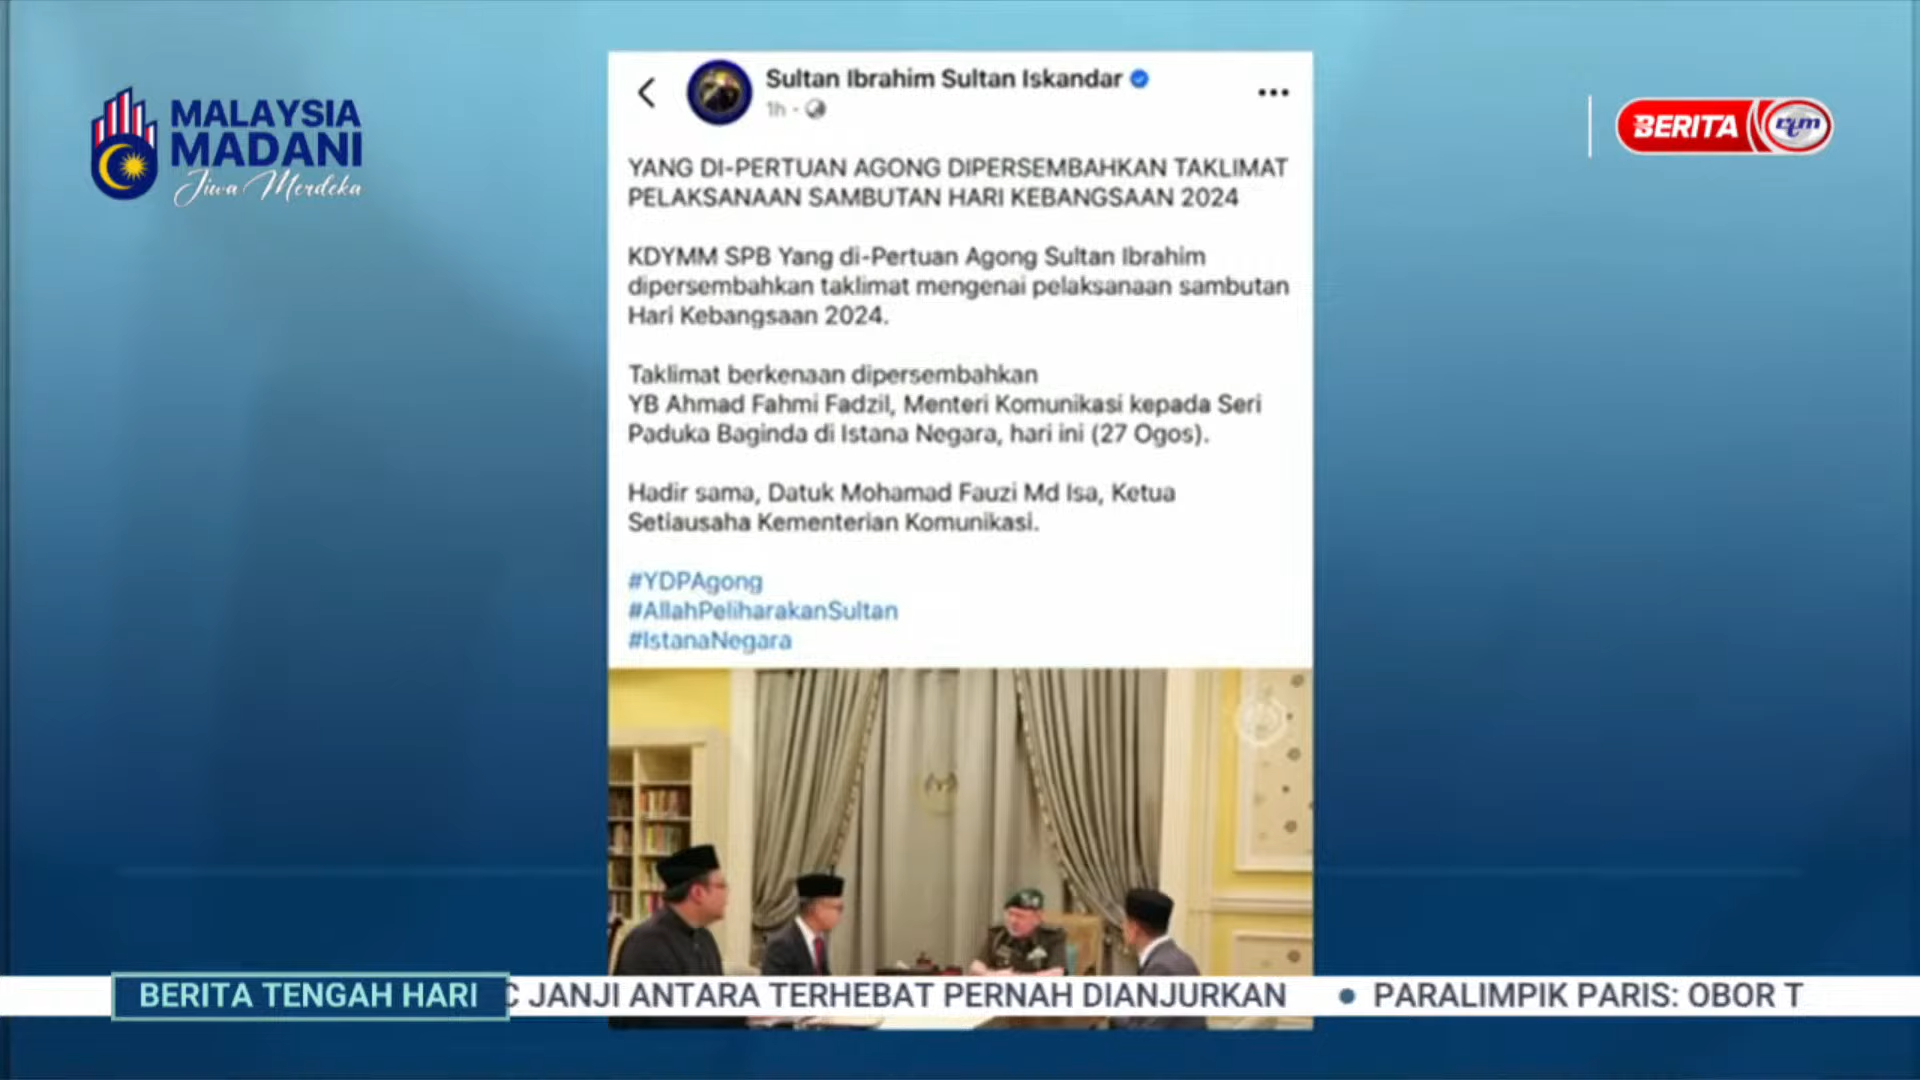 MALAYSIA
MADANI
Jiwa Merdeka
BERITA rtm
Sultan Ibrahim Sultan Iskandar
1h
YANG DI-PERTUAN AGONG DIPERSEMBAHKAN TAKLIMAT
PELAKSANAAN SAMBUTAN HARI KEBANGSAAN 2024
KDYMM SPB Yang di-Pertuan Agong Sultan Ibrahim
dipersembahkan taklimat mengenai pelaksanaan sambutan
Hari Kebangsaan 2024.
Taklimat berkenaan dipersembahkan
YB Ahmad Fahmi Fadzil, Menteri Komunikasi kepada Seri
Paduka Baginda di Istana Negara, hari ini (27 Ogos).
Hadir sama, Datuk Mohamad Fauzi Md Isa, Ketua
Setiausaha Kementerian Komunikasi.
#YDPAgong
#AllahPeliharakanSultan
#IstanaNegara
BERITA TENGAH HARI C JANJI ANTARA TERHEBAT PERNAH DIANJURKAN • PARALIMPIK PARIS: OBOR T